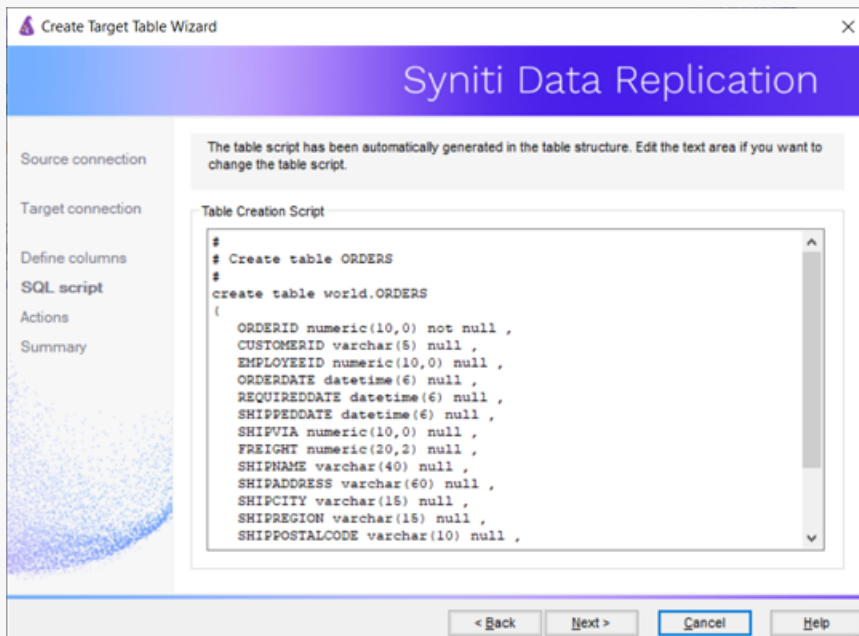 Create Target Table Wizard
Syniti Data Replication
Source connection
Target connection
Define columns
SQL script
Actions
Summary
The table script has been automatically generated in the table structure. Edit the text area if you want to
change the table script.
Table Creation Script
#
# Create table ORDERS
#
create table world.ORDERS
(
ORDERID numeric(10,0) not null ,
CUSTOMERID varchar(5) null ,
EMPLOYEEID numeric(10,0) null ,
ORDERDATE datetime(6) null ,
REQUIREDDATE datetime(6) null ,
SHIPPEDDATE datetime(6) null ,
SHIPVIA numeric(10,0) null ,
FREIGHT numeric(20,2) null ,
SHIPNAME varchar(40) null ,
SHIPADDRESS varchar(60) null ,
SHIPCITY varchar(15) null ,
SHIPREGION varchar(15) null ,
SHIPPOSTALCODE varchar(10) null ,
< Back
Next >
Cancel
Help